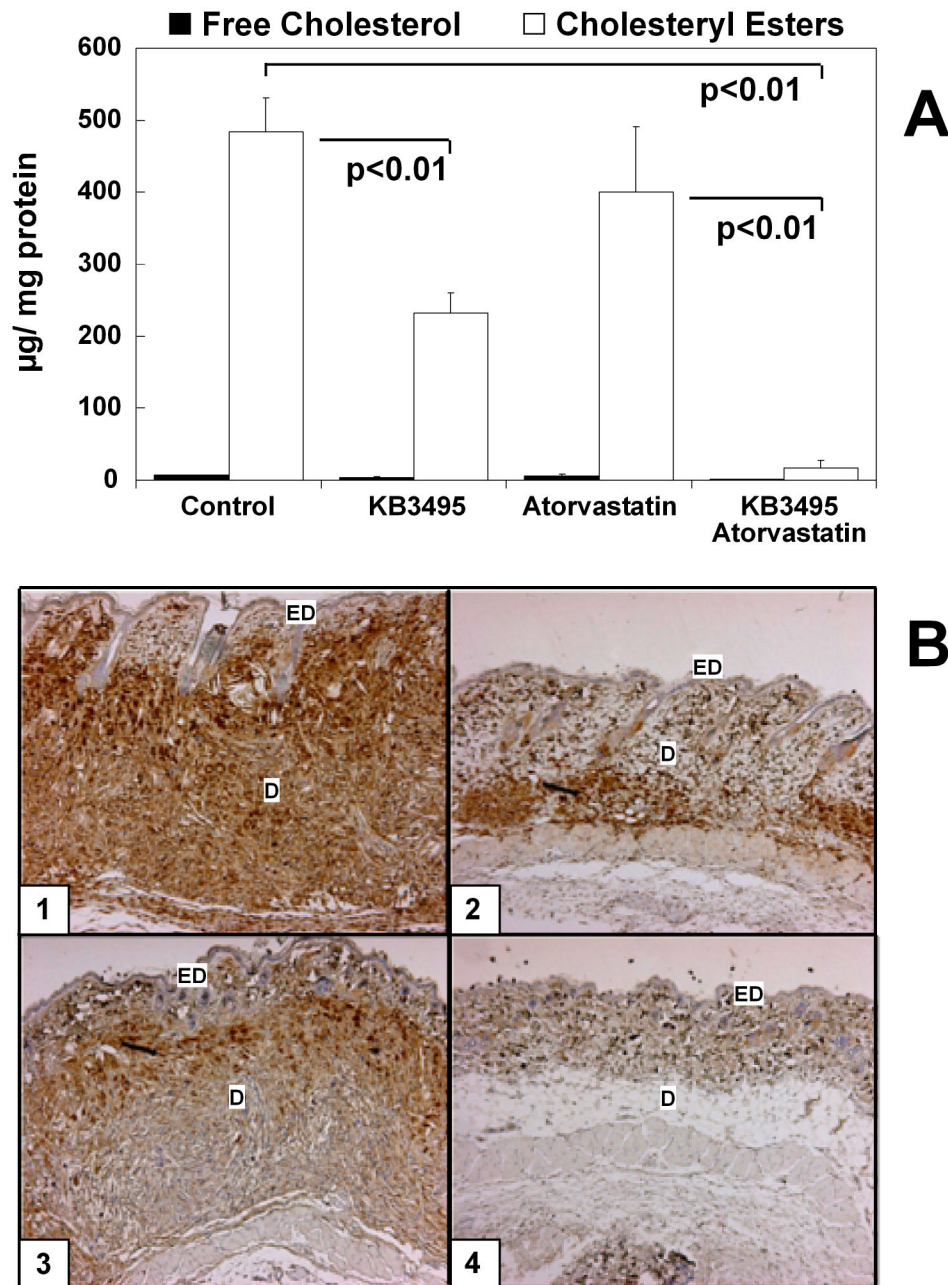 Free Cholesterol Cholesteryl Esters
A
600
500
400
300
200
100
0
µg/ mg protein
p<0.01
p<0.01
p<0.01
Control KB3495 Atorvastatin KB3495
Atorvastatin
B
ED
D
1
ED
D
2
ED
D
3
ED
D
4